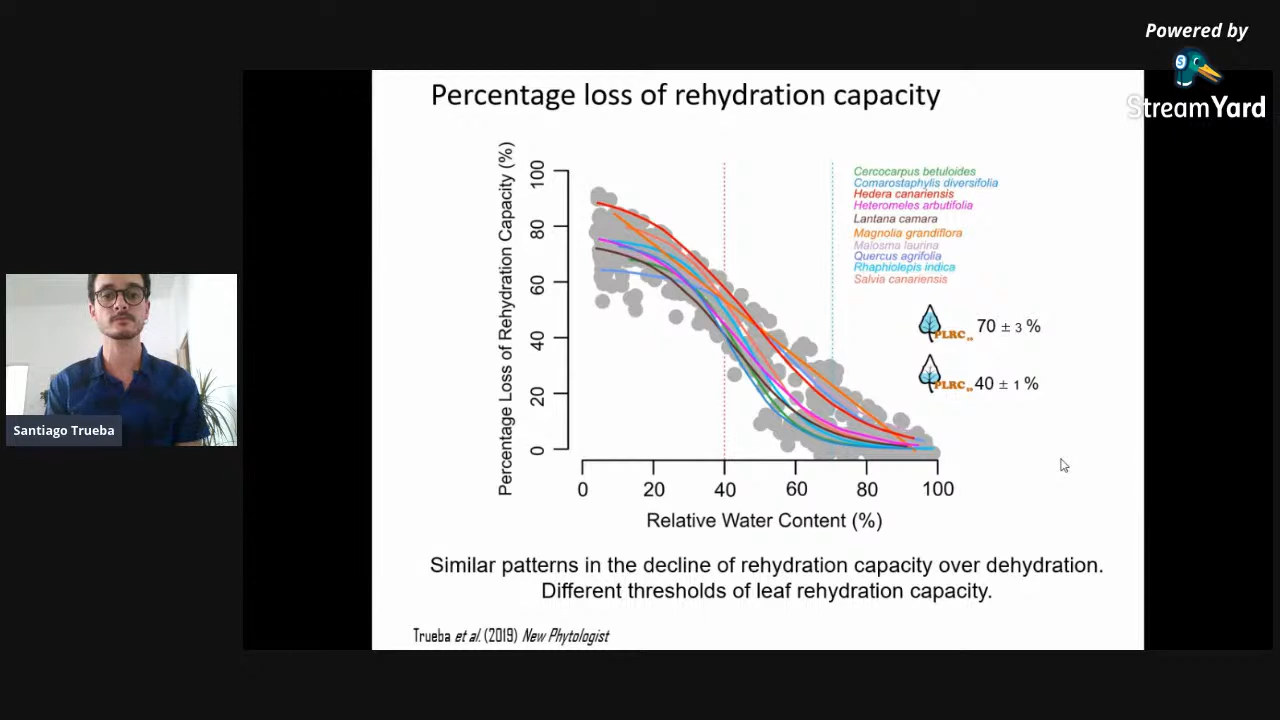 Powered by
StreamYard
Percentage loss of rehydration capacity
Percentage Loss of Rehydration Capacity (%)
100
80
60
40
20
0
0 20 40 60 80 100
Relative Water Content (%)
Cercocarpus betuloides
Comarostaphylis diversifolia
Hedera canariensis
Heteromeles arbutifolia
Lantana camara
Magnolia grandiflora
Malosma laurina
Quercus agrifolia
Rhaphiolepis indica
Salvia canariensis
PLRC 70 ± 3 %
PLRC 40 ± 1 %
Santiago Trueba
Similar patterns in the decline of rehydration capacity over dehydration.
Different thresholds of leaf rehydration capacity.
Trueba et al. (2019) New Phytologist